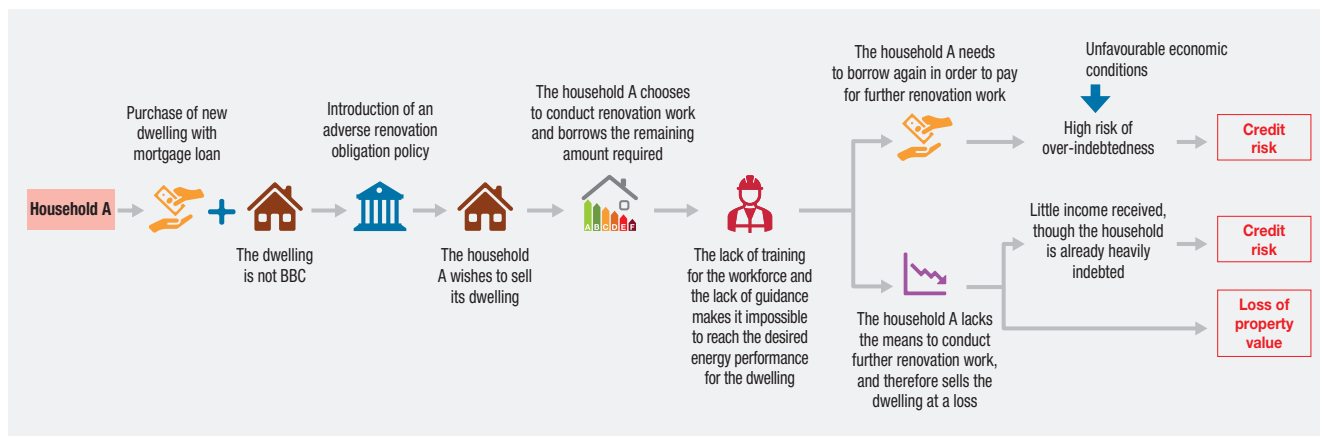 Household A
Purchase of new
dwelling with
mortgage loan
The dwelling
is not BBC
Introduction of an
adverse renovation
obligation policy
The household
A wishes to sell
its dwelling
The household A chooses
to conduct renovation work
and borrows the remaining
amount required
A B C D E F
The lack of training
for the workforce and
the lack of guidance
makes it impossible
to reach the desired
energy performance
for the dwelling
The household A needs
to borrow again in order to pay
for further renovation work
Unfavourable economic
conditions
High risk of
over-indebtedness
Credit
risk
The household A lacks
the means to conduct
further renovation work,
and therefore sells the
dwelling at a loss
Little income received,
though the household
is already heavily
indebted
Credit
risk
Loss of
property
value